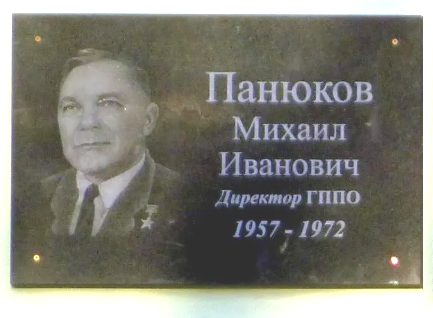 Панюков
Михаил
Иванович
Директор ГППО
1957 - 1972